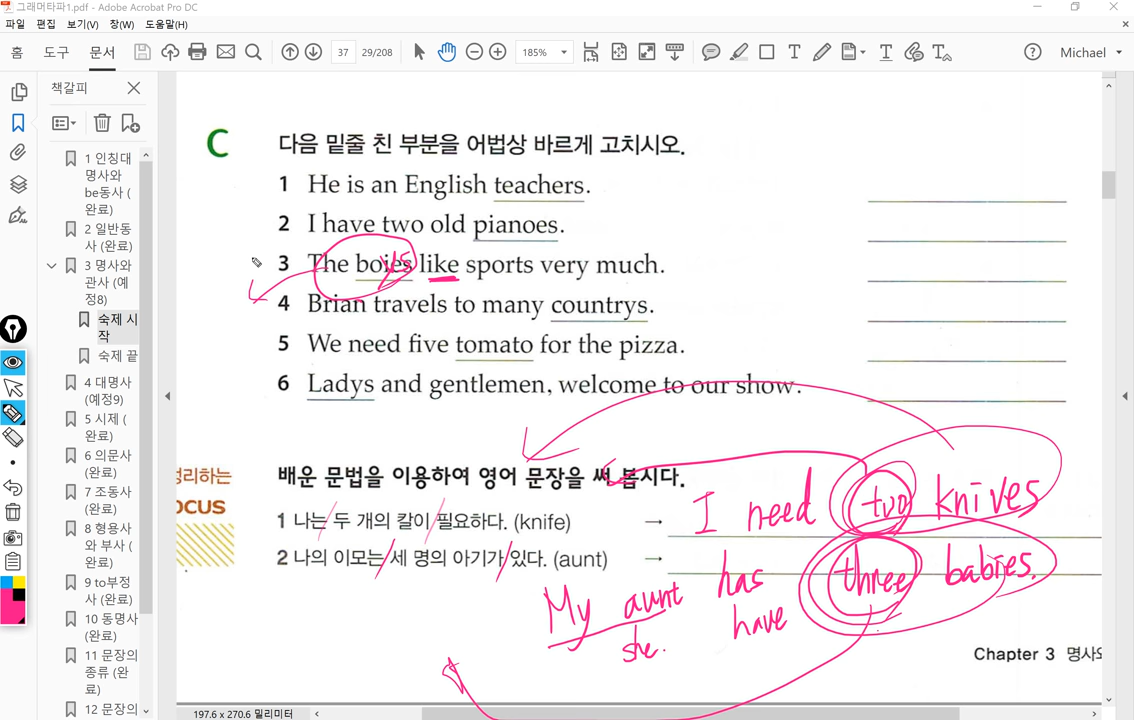 그래머타파1.pdf - Adobe Acrobat Pro DC
파일 편집 보기(V) 창(W) 도움말(H)
홈 도구 문서 37 29/208 185% Michael
책갈피
1 인칭대
명사와
be동사 (
완료)
2 일반동
사 (완료)
3 명사와
관사 (예
정8)
숙제 시
작
숙제 끝
4 대명사
(예정9)
5 시제 (
완료)
6 의문사
(완료)
7 조동사
(완료)
8 형용사
와 부사 (
완료)
9 to부정
사 (완료)
10 동명사
(완료)
11 문장의
종류 (완
료)
12 문장의
C 다음 밑줄 친 부분을 어법상 바르게 고치시오.
1 He is an English teachers.
2 I have two old pianoes.
3 The boies like sports very much.
ys
4 Brian travels to many countrys.
5 We need five tomato for the pizza.
6 Ladys and gentlemen, welcome to our show.
정리하는
OCUS
배운 문법을 이용하여 영어 문장을 써 봅시다.
1 나는 두 개의 칼이 필요하다. (knife) → I need two knives
2 나의 이모는 세 명의 아기가 있다. (aunt) → My aunt has three babies.
she. have
Chapter 3 명사와
197.6 x 270.6 밀리미터